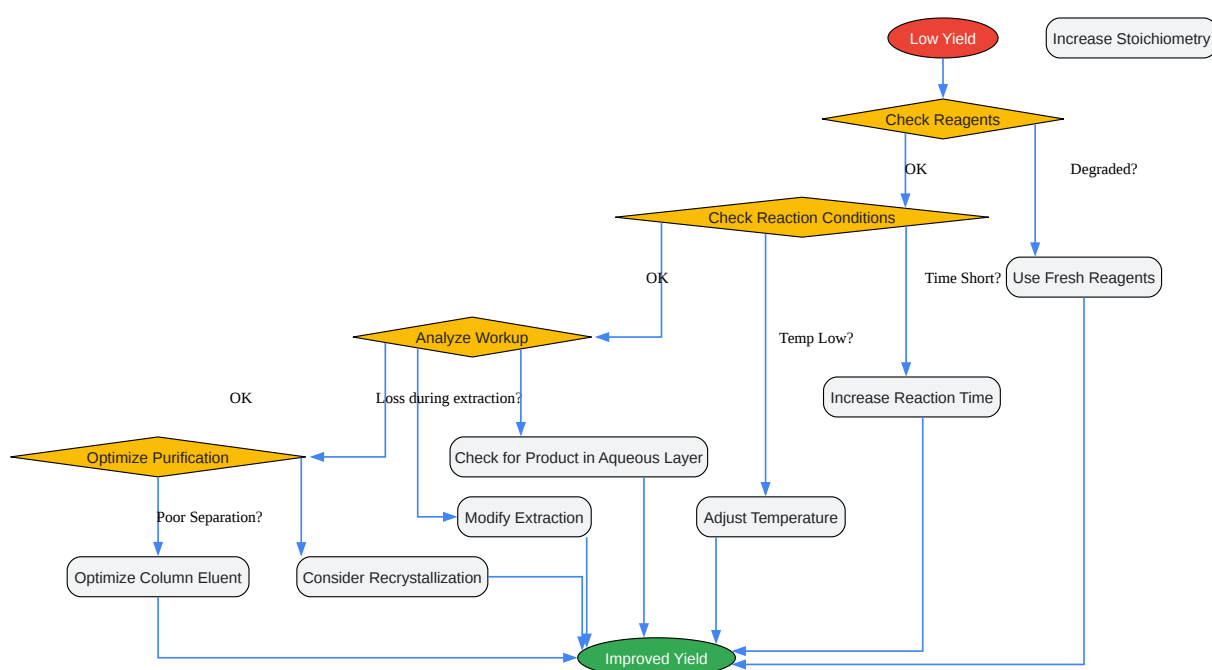 Low Yield
Increase Stoichiometry
Check Reagents
OK
Degraded?
Check Reaction Conditions
OK
Time Short?
Use Fresh Reagents
Analyze Workup
Temp Low?
OK
Loss during extraction?
Increase Reaction Time
Optimize Purification
Check for Product in Aqueous Layer
Poor Separation?
Modify Extraction
Adjust Temperature
Optimize Column Eluent
Consider Recrystallization
Improved Yield